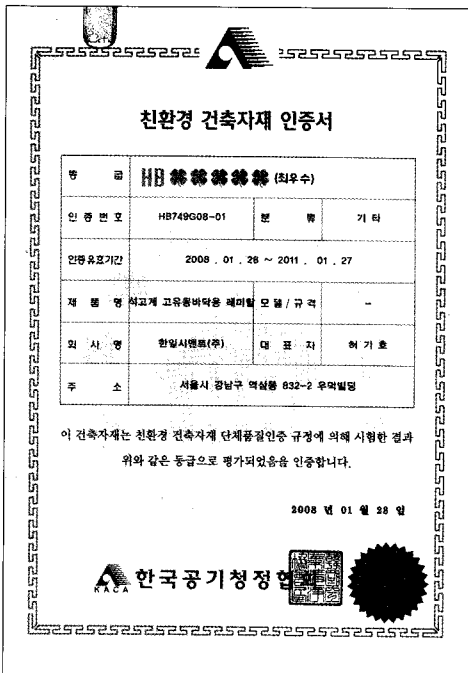 친환경 건축자재 인증서
등 급 HB ♣♣♣♣♣ (최우수)
인 증 번 호 HB749G08-01 분 류 기 타
인증유효기간 2008 . 01 . 28 ~ 2011 . 01 . 27
제 품 명 석고계 고유동바닥용 레미탈 모 델 / 규 격 -
회 사 명 한일시멘트(주) 대 표 자 허 기 호
주 소 서울시 강남구 역삼동 832-2 우덕빌딩
이 건축자재는 친환경 건축자재 단체품질인증 규정에 의해 시험한 결과
위와 같은 등급으로 평가되었음을 인증합니다.
2008 년 01 월 28 일
KACA 한국공기청정협회